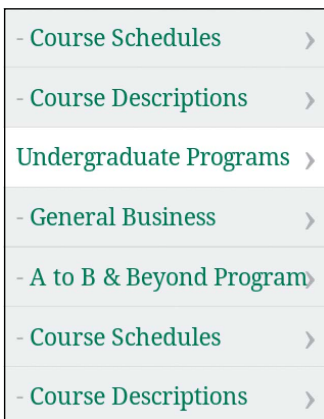 - Course Schedules
- Course Descriptions
Undergraduate Programs
- General Business
- A to B & Beyond Program
- Course Schedules
- Course Descriptions